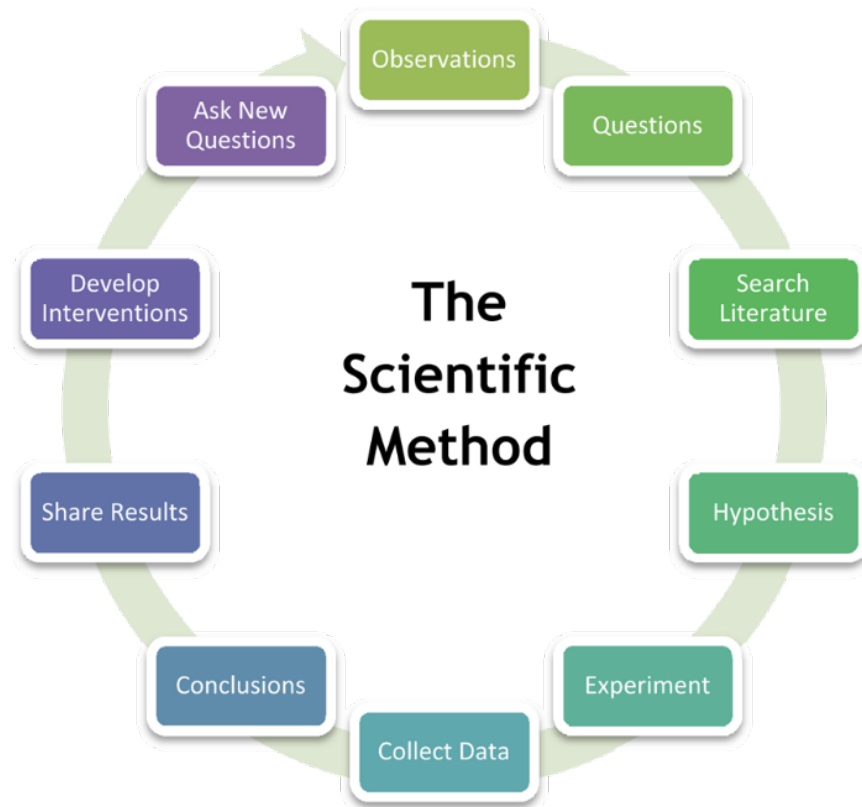 Observations
Questions
Search
Literature
Hypothesis
Experiment
Collect Data
Conclusions
Share Results
Develop
Interventions
Ask New
Questions
The
Scientific
Method